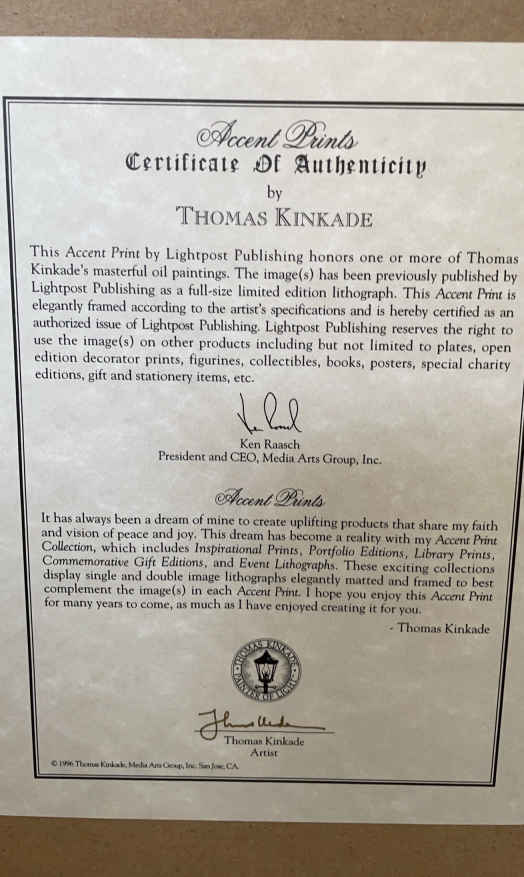 Accent Prints
Certificate Of Authenticity
by
THOMAS KINKADE
This Accent Print by Lightpost Publishing honors one or more of Thomas
Kinkade's masterful oil paintings. The image(s) has been previously published by
Lightpost Publishing as a full-size limited edition lithograph. This Accent Print is
elegantly framed according to the artist's specifications and is hereby certified as an
authorized issue of Lightpost Publishing. Lightpost Publishing reserves the right to
use the image(s) on other products including but not limited to plates, open
edition decorator prints, figurines, collectibles, books, posters, special charity
editions, gift and stationery items, etc.
Ken Raasch
President and CEO, Media Arts Group, Inc.
Accent Prints
It has always been a dream of mine to create uplifting products that share my faith
and vision of peace and joy. This dream has become a reality with my Accent Print
Collection, which includes Inspirational Prints, Portfolio Editions, Library Prints,
Commemorative Gift Editions, and Event Lithographs. These exciting collections
display single and double image lithographs elegantly matted and framed to best
complement the image(s) in each Accent Print. I hope you enjoy this Accent Print
for many years to come, as much as I have enjoyed creating it for you.
- Thomas Kinkade
THOMAS KINKADE
PAINTER OF LIGHT
Thomas Kinkade
Artist
© 1996 Thomas Kinkade, Media Arts Group, Inc. San Jose, CA.